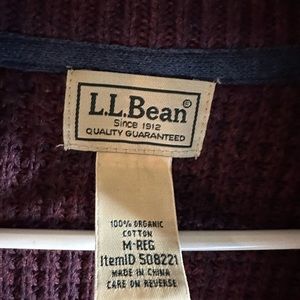 L.L.Bean®
Since 1912
QUALITY GUARANTEED
100% ORGANIC
COTTON
M-REG
ItemID 508221
MADE IN CHINA
CARE ON REVERSE